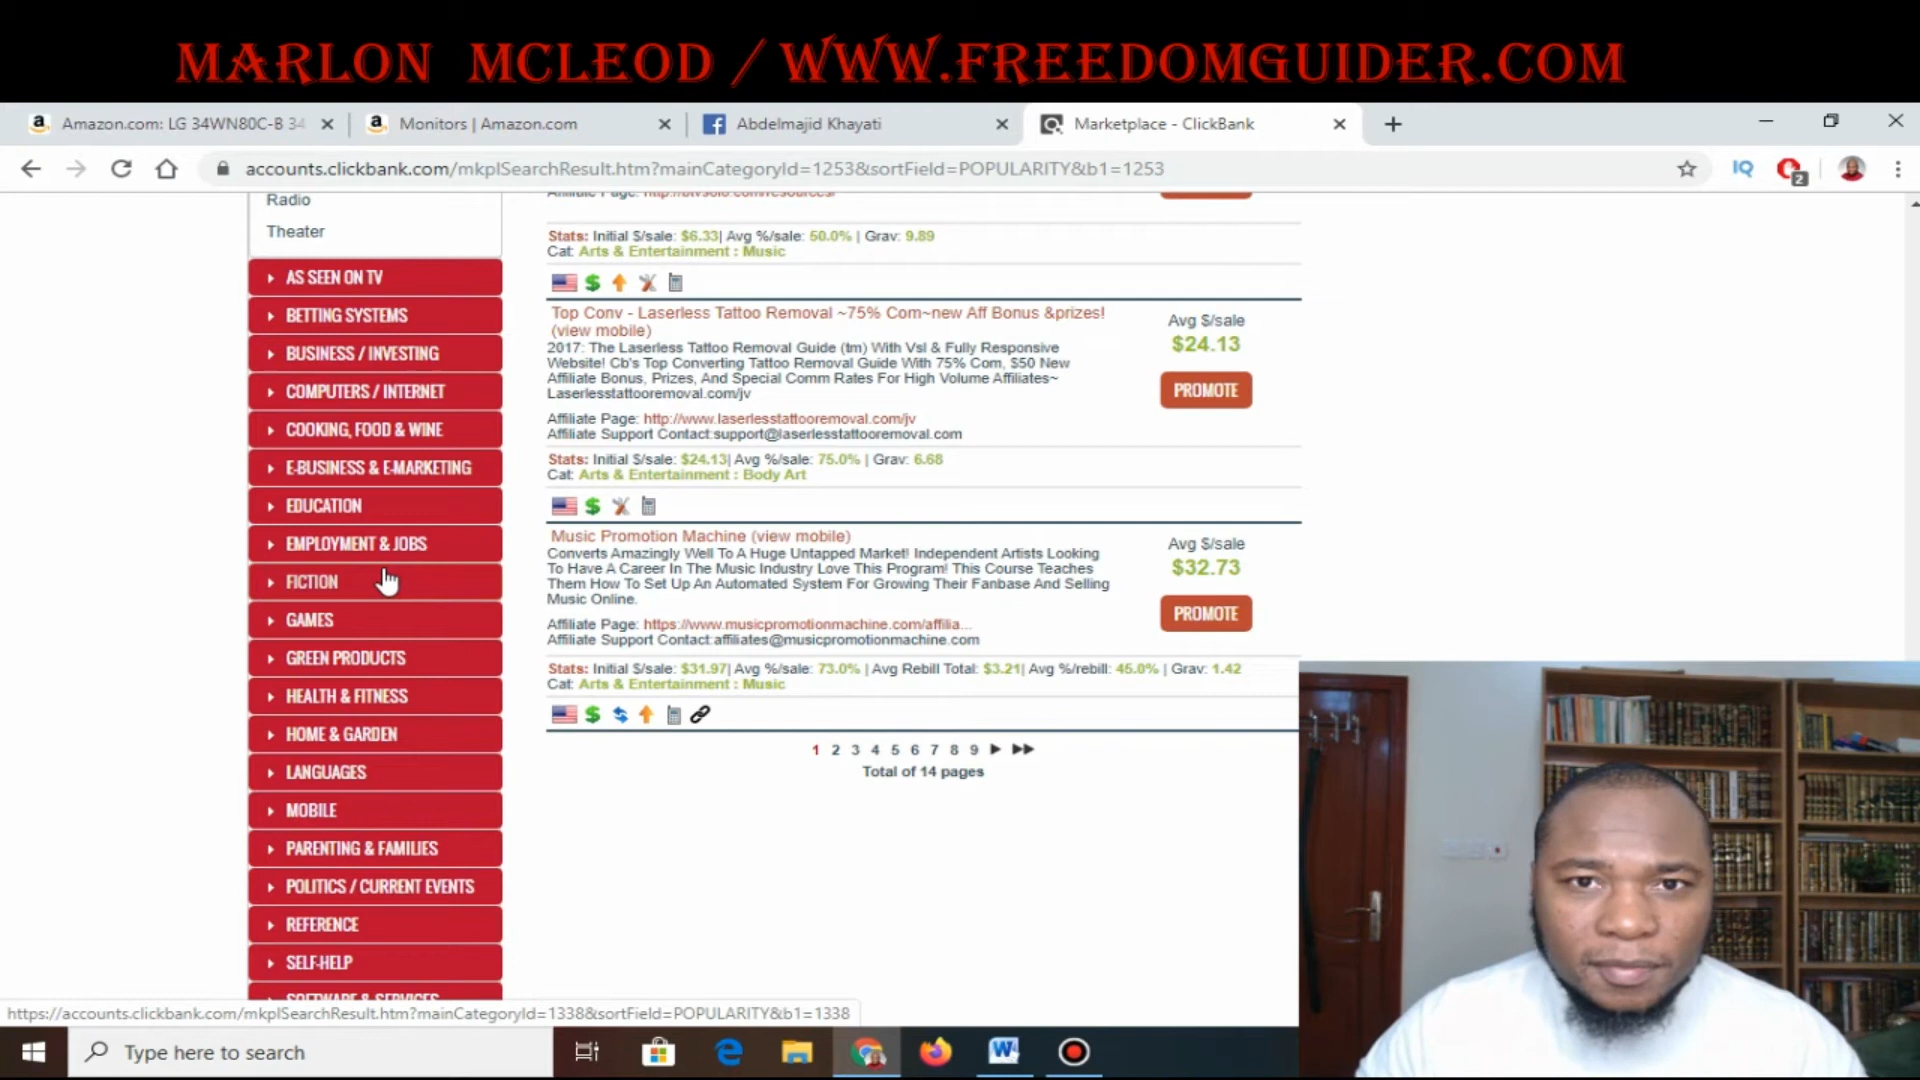 MARLON MCLEOD / WWW.FREEDOMGUIDER.COM
Amazon.com: LG 34WN80C-B 34
Monitors | Amazon.com
Abdelmajid Khayati
Marketplace - ClickBank
accounts.clickbank.com/mkplSearchResult.htm?mainCategoryId=1253&sortField=POPULARITY&b1=1253
IQ
2
Radio
Theater
AS SEEN ON TV
BETTING SYSTEMS
BUSINESS / INVESTING
COMPUTERS / INTERNET
COOKING, FOOD & WINE
E-BUSINESS & E-MARKETING
EDUCATION
EMPLOYMENT & JOBS
FICTION
GAMES
GREEN PRODUCTS
HEALTH & FITNESS
HOME & GARDEN
LANGUAGES
MOBILE
PARENTING & FAMILIES
POLITICS / CURRENT EVENTS
REFERENCE
SELF-HELP
SOFTWARE & SERVICES
Affiliate Page: http://btvsolo.com/resources/
Stats: Initial $/sale: $6.33| Avg %/sale: 50.0% | Grav: 9.89
Cat: Arts & Entertainment : Music
Top Conv - Laserless Tattoo Removal ~75% Com~new Aff Bonus &prizes!
(view mobile)
2017: The Laserless Tattoo Removal Guide (tm) With Vsl & Fully Responsive
Website! Cb's Top Converting Tattoo Removal Guide With 75% Com, $50 New
Affiliate Bonus, Prizes, And Special Comm Rates For High Volume Affiliates~
Laserlesstattooremoval.com/jv
Affiliate Page: http://www.laserlesstattooremoval.com/jv
Affiliate Support Contact:support@laserlesstattooremoval.com
Stats: Initial $/sale: $24.13| Avg %/sale: 75.0% | Grav: 6.68
Cat: Arts & Entertainment : Body Art
Avg $/sale
$24.13
PROMOTE
Music Promotion Machine (view mobile)
Converts Amazingly Well To A Huge Untapped Market! Independent Artists Looking
To Have A Career In The Music Industry Love This Program! This Course Teaches
Them How To Set Up An Automated System For Growing Their Fanbase And Selling
Music Online.
Affiliate Page: https://www.musicpromotionmachine.com/affilia...
Affiliate Support Contact:affiliates@musicpromotionmachine.com
Stats: Initial $/sale: $31.97| Avg %/sale: 73.0% | Avg Rebill Total: $3.21| Avg %/rebill: 45.0% | Grav: 1.42
Cat: Arts & Entertainment : Music
Avg $/sale
$32.73
PROMOTE
1 2 3 4 5 6 7 8 9
Total of 14 pages
https://accounts.clickbank.com/mkplSearchResult.htm?mainCategoryId=1338&sortField=POPULARITY&b1=1338
Type here to search